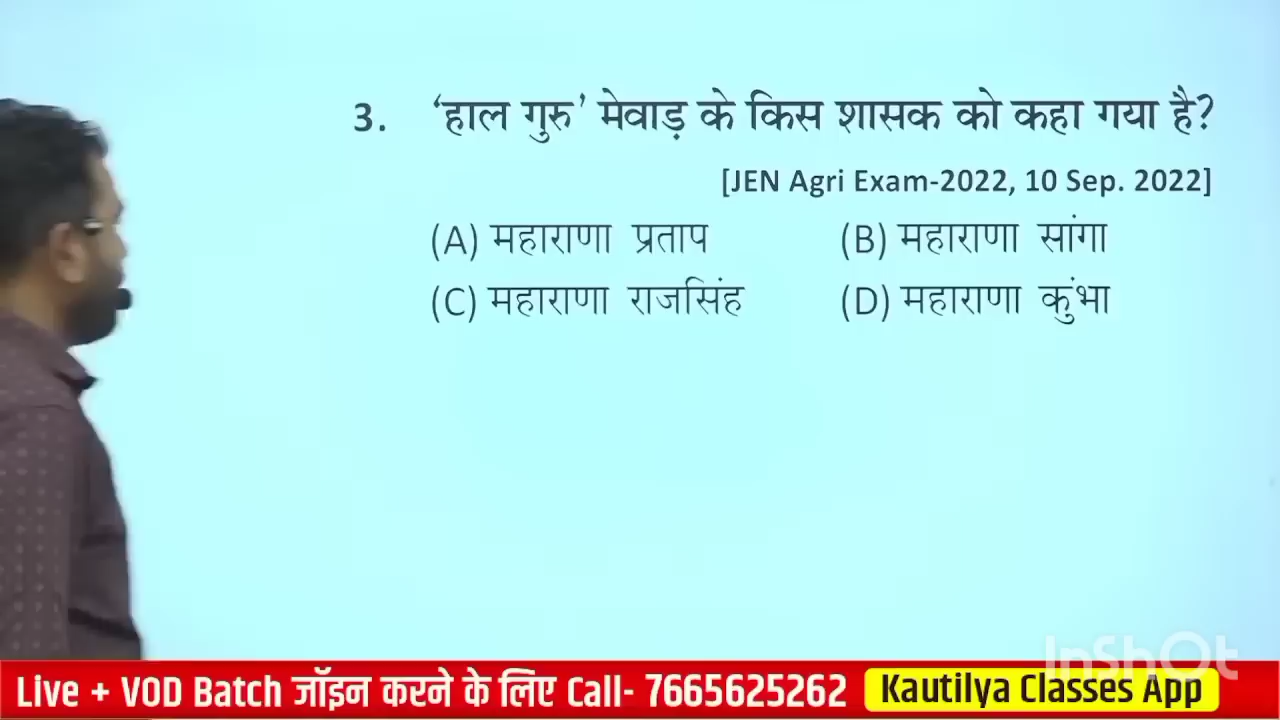 3. 'हाल गुरु' मेवाड़ के किस शासक को कहा गया है?
[JEN Agri Exam-2022, 10 Sep. 2022]
(A) महाराणा प्रताप (B) महाराणा सांगा
(C) महाराणा राजसिंह (D) महाराणा कुंभा
InShOt
Live + VOD Batch जॉइन करने के लिए Call- 7665625262 Kautilya Classes App